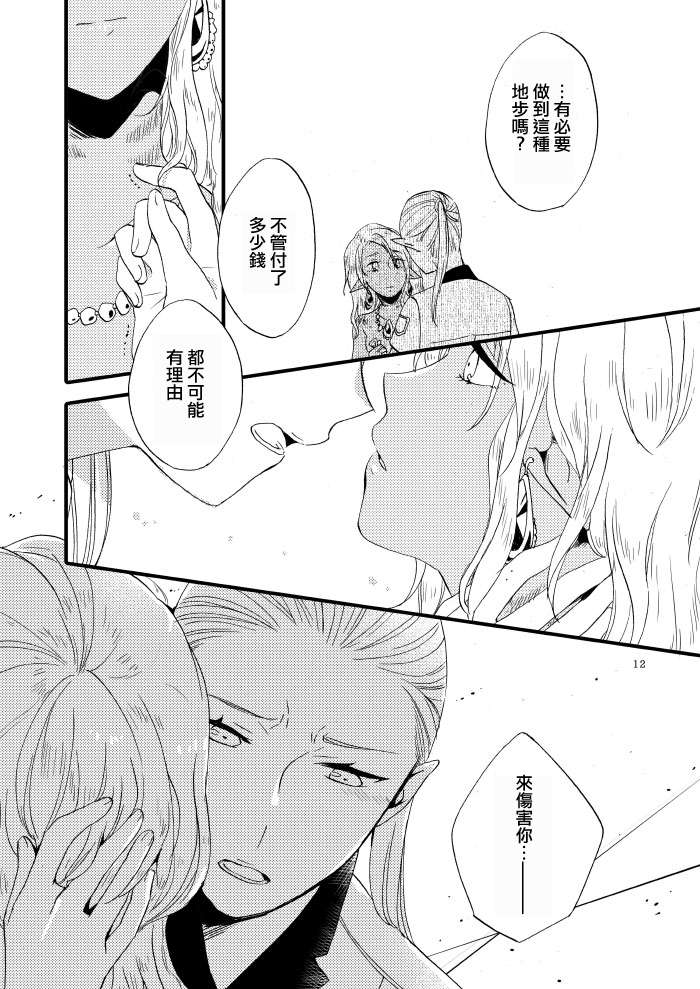 …有必要
做到這種
地步嗎？
不管付了
多少錢
都不可能
有理由
來傷害你…——
12